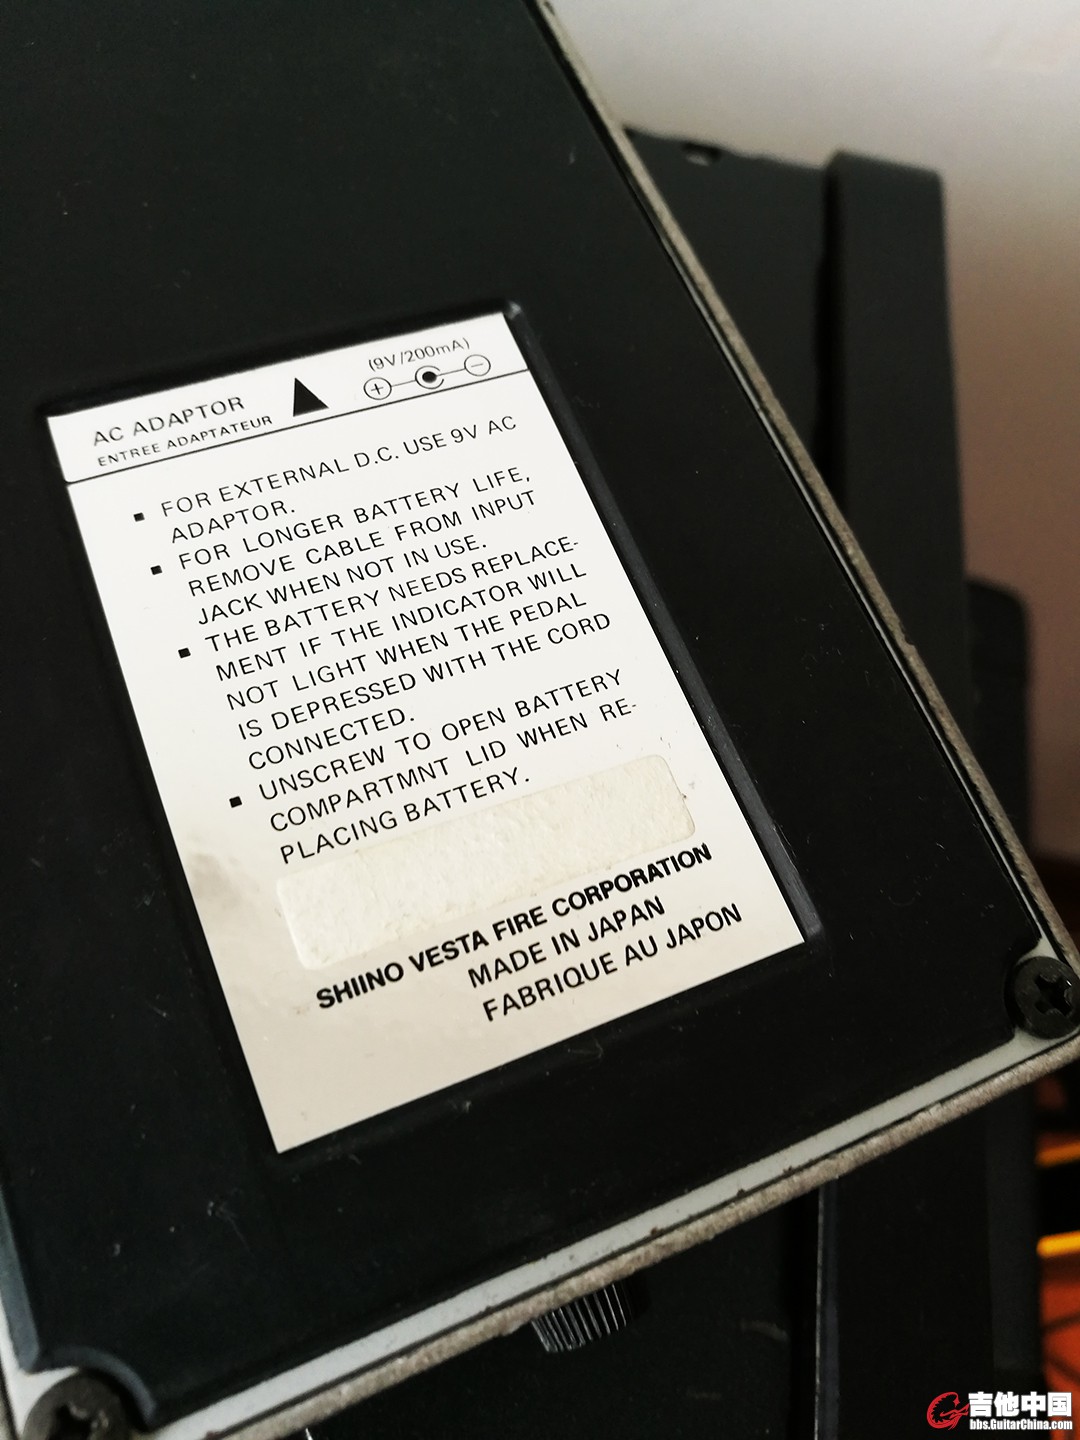 (9V/200mA)
AC ADAPTOR
ENTREE ADAPTATEUR
+ −
■ FOR EXTERNAL D.C. USE 9V AC
ADAPTOR.
■ FOR LONGER BATTERY LIFE,
REMOVE CABLE FROM INPUT
JACK WHEN NOT IN USE.
■ THE BATTERY NEEDS REPLACE-
MENT IF THE INDICATOR WILL
NOT LIGHT WHEN THE PEDAL
IS DEPRESSED WITH THE CORD
CONNECTED.
■ UNSCREW TO OPEN BATTERY
COMPARTMNT LID WHEN RE-
PLACING BATTERY.
SHIINO VESTA FIRE CORPORATION
MADE IN JAPAN
FABRIQUE AU JAPON
吉他中国
bbs.GuitarChina.com